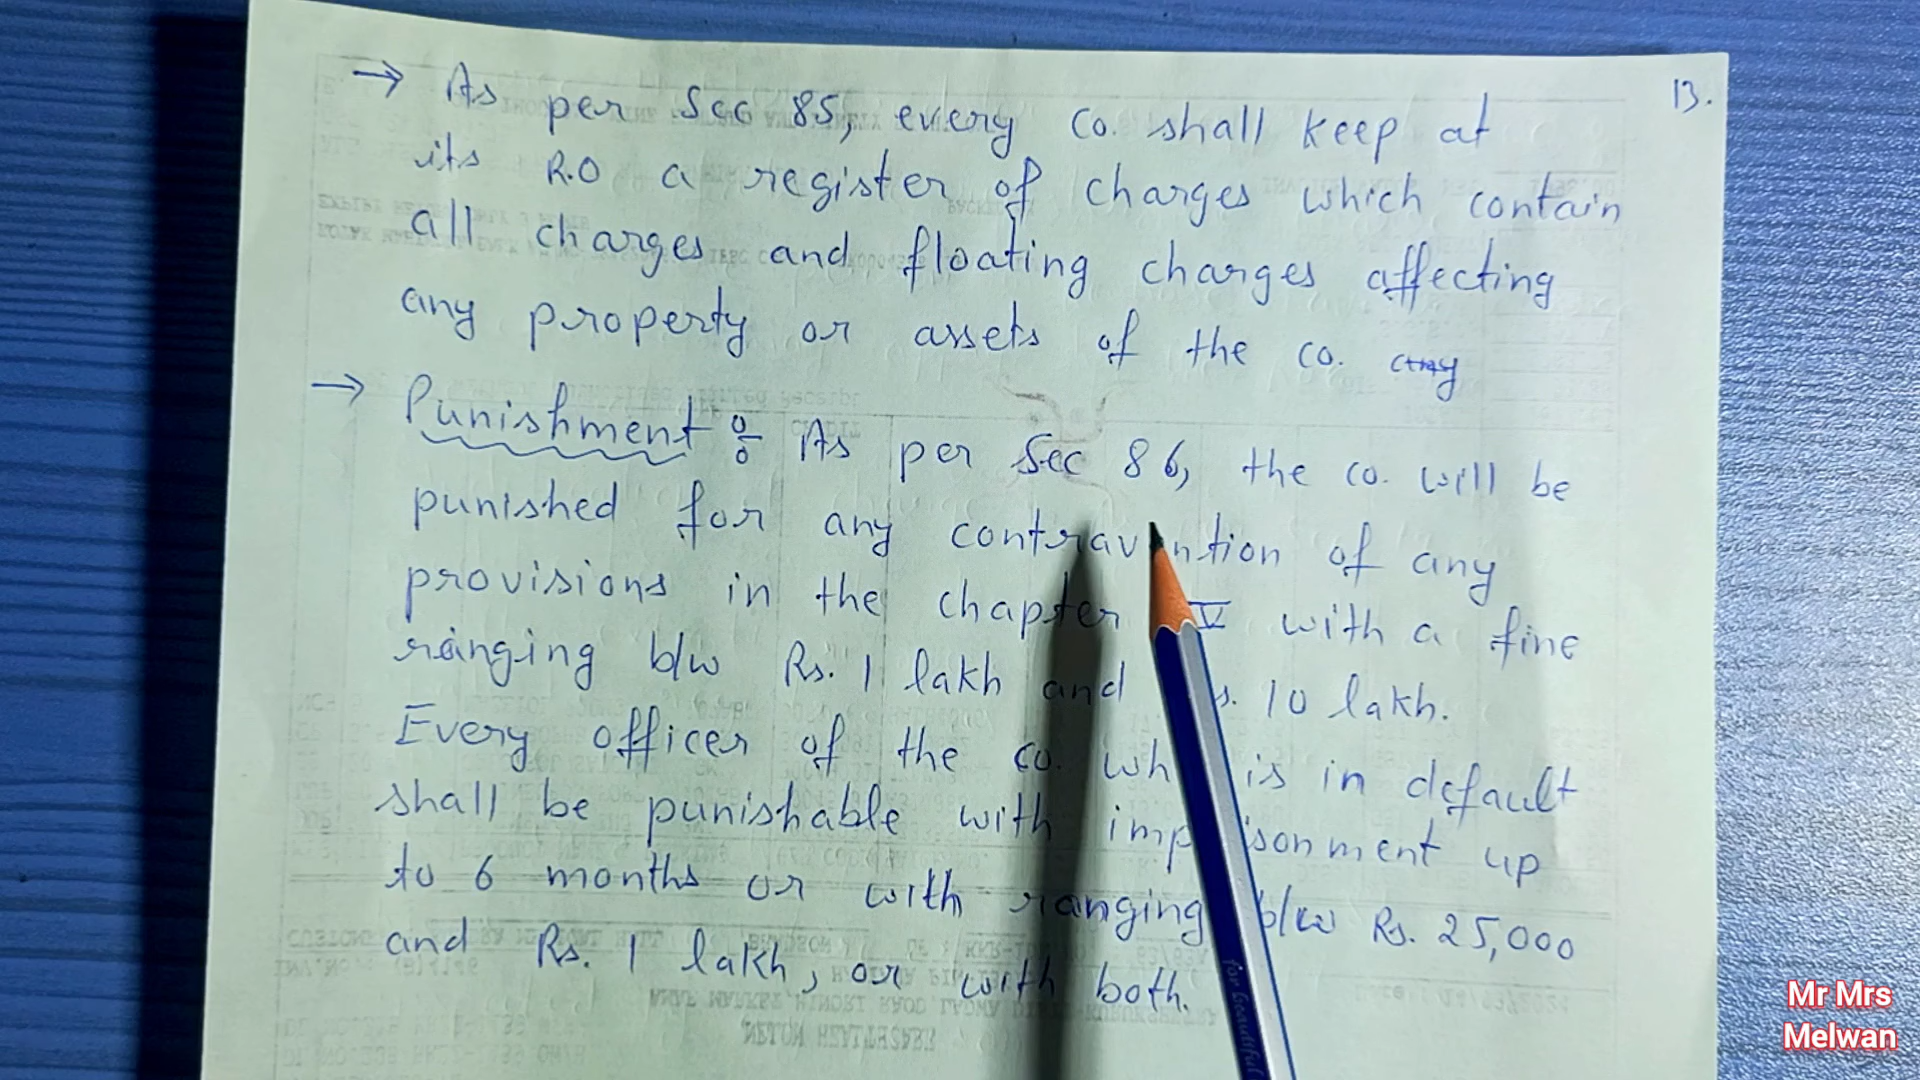 13.
→ As per Sec 85, every co. shall keep at
its R.O a register of charges which contain
all charges and floating charges affecting
any property or assets of the co.
→ Punishment : As per Sec 86, the co. will be
punished for any contravention of any
provisions in the chapter V with a fine
ranging b/w Rs. 1 lakh and Rs. 10 lakh.
Every officer of the co. who is in default
shall be punishable with imprisonment up
to 6 months or with ranging b/w Rs. 25,000
and Rs. 1 lakh, or with both.
for beautiful
Mr Mrs
Melwan